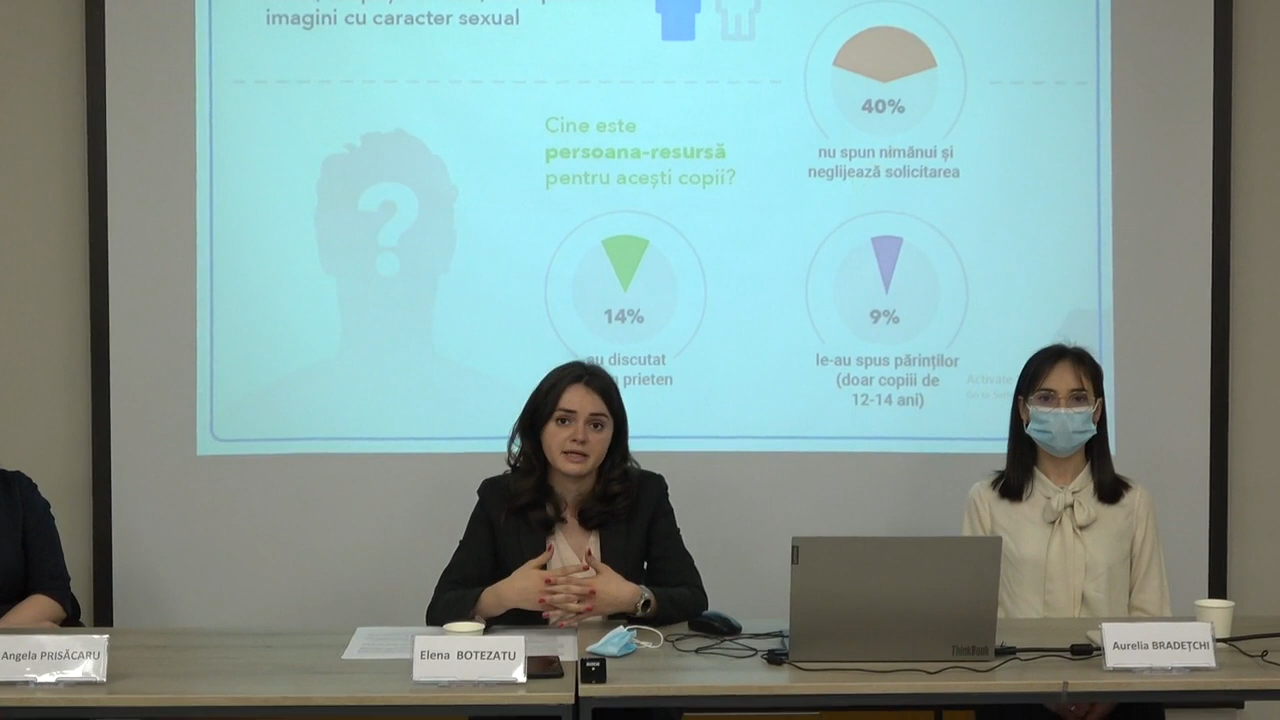 imagini cu caracter sexual
40%
nu spun nimănui și
neglijează solicitarea
Cine este
persoana-resursă
pentru acești copii?
?
14%
au discutat
prieten
9%
le-au spus părinților
(doar copiii de
12-14 ani)
Activate
Angela PRISĂCARU
Elena BOTEZATU
ThinkBook
Aurelia BRADEȚCHI